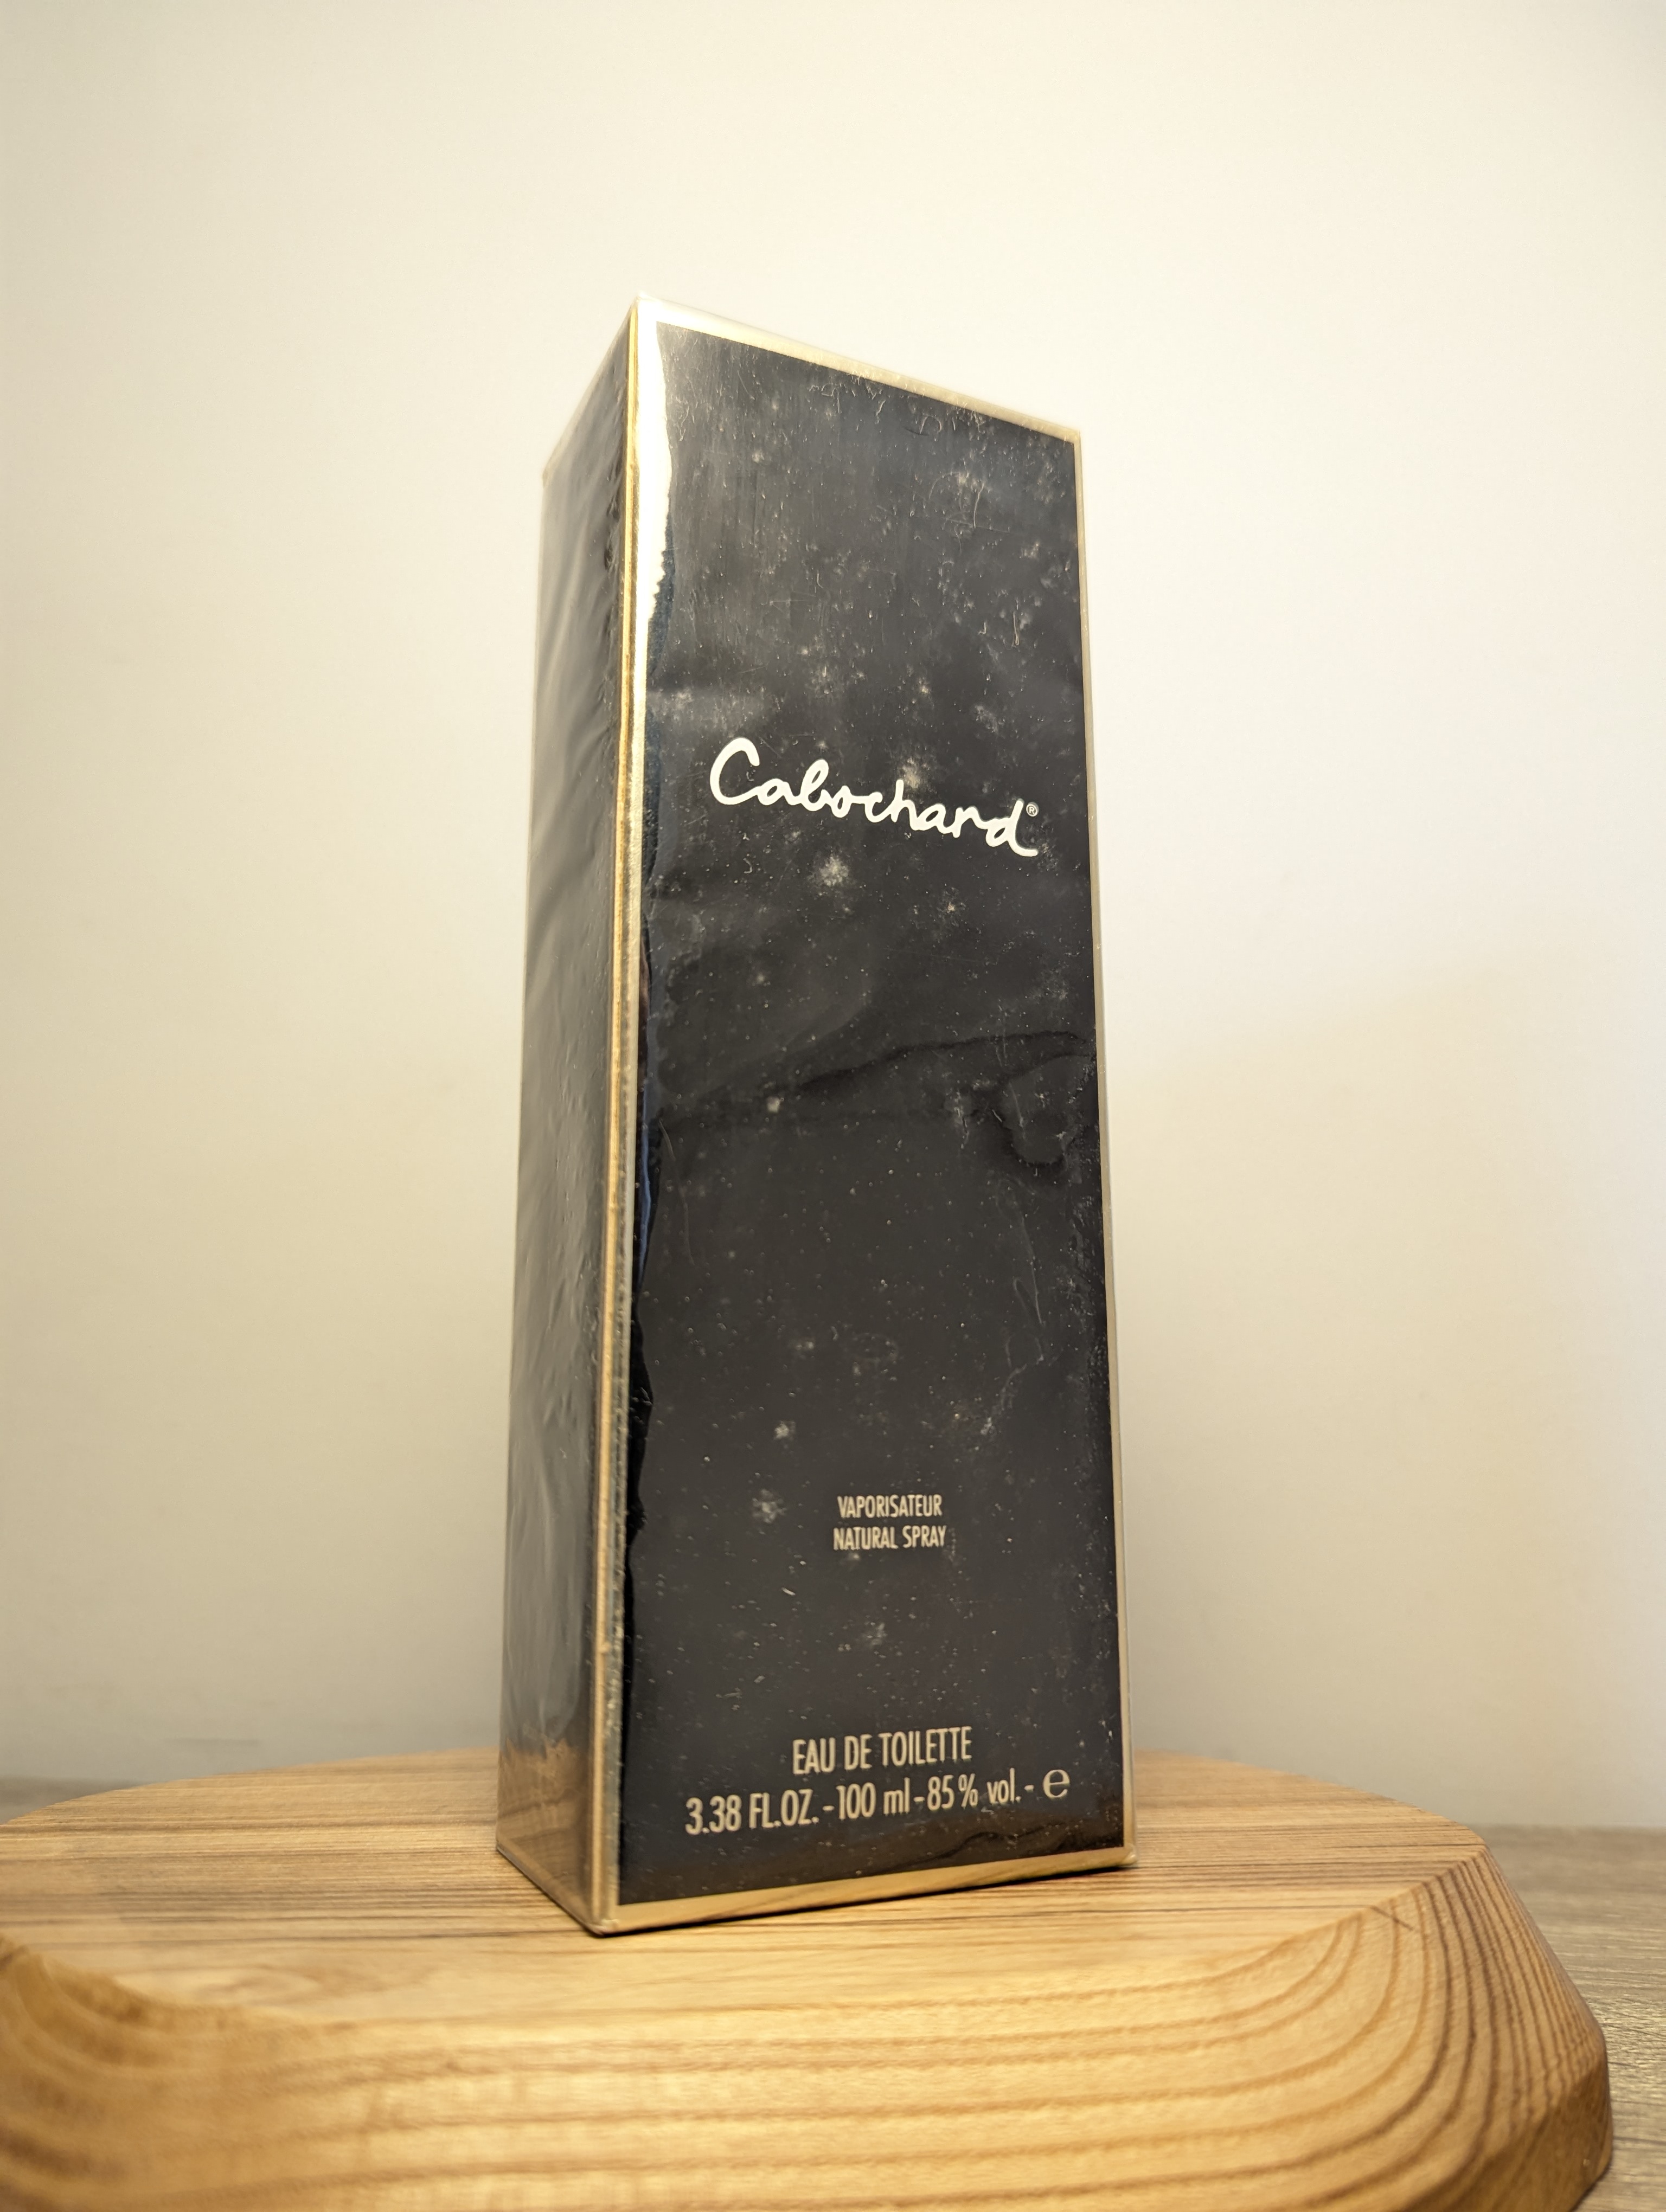 Cabochard®
VAPORISATEUR
NATURAL SPRAY
EAU DE TOILETTE
3.38 FL.OZ.-100 ml-85% vol.- ℮